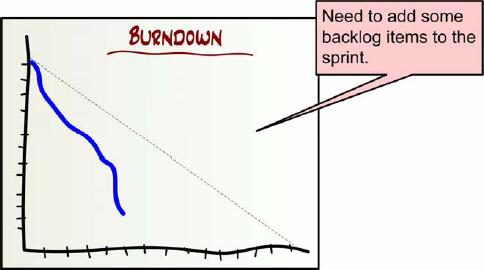 BURNDOWN
Need to add some
backlog items to the
sprint.